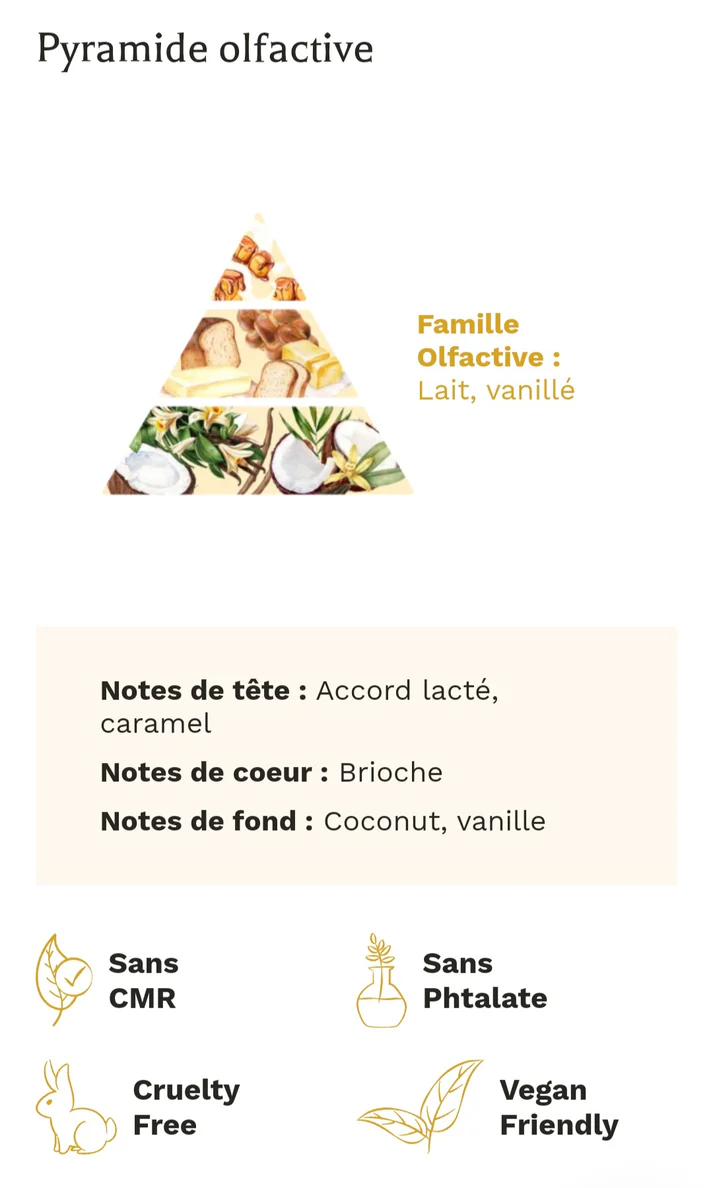 Pyramide olfactive
Famille
Olfactive :
Lait, vanillé
Notes de tête : Accord lacté,
caramel
Notes de coeur : Brioche
Notes de fond : Coconut, vanille
Sans
CMR
Sans
Phtalate
Cruelty
Free
Vegan
Friendly